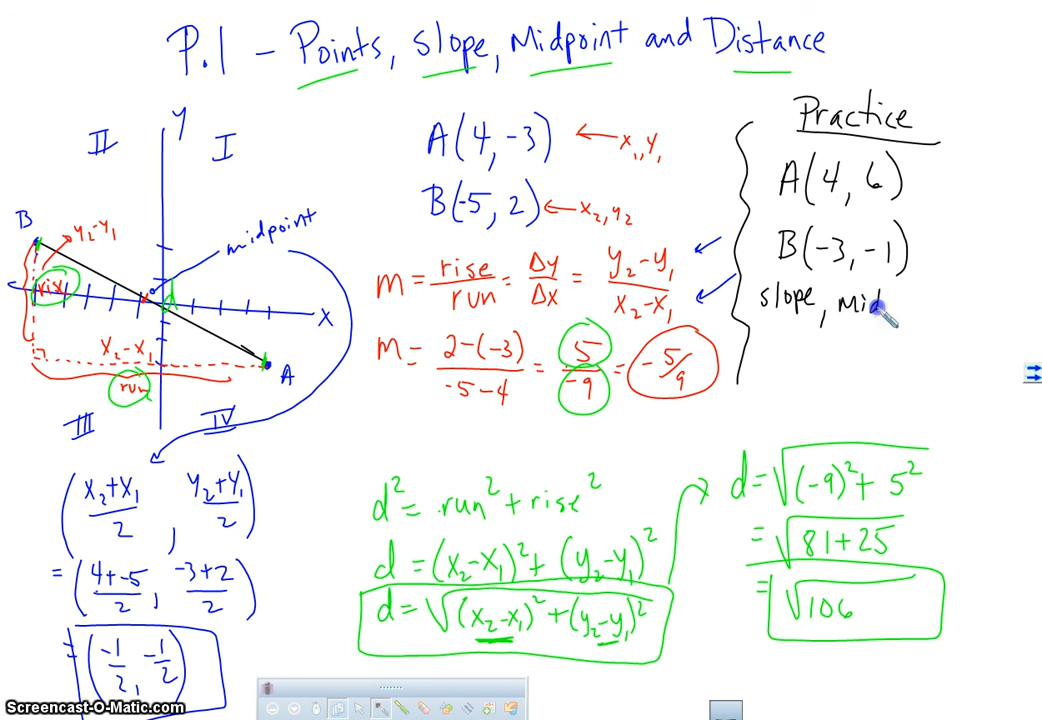 P.1 – Points, Slope, Midpoint and Distance
Y
II
I
B
y₂-y₁
midpoint
rise
d
X
x₂-x₁
run
A
III
IV
A(4, -3) ← x₁, y₁
B(-5, 2) ← x₂, y₂
m = rise/run = Δy/Δx = y₂-y₁/x₂-x₁
m = 2-(-3)/-5-4 = 5/-9 = -5/9
Practice
A(4, 6)
B(-3, -1)
slope, mid
(x₂+x₁/2, y₂+y₁/2)
= (4+-5/2, -3+2/2)
= (-1/2, -1/2)
d² = run² + rise²
d = (x₂-x₁)² + (y₂-y₁)²
d = √(x₂-x₁)² + (y₂-y₁)²
d = √(-9)² + 5²
= √81+25
= √106
Screencast-O-Matic.com